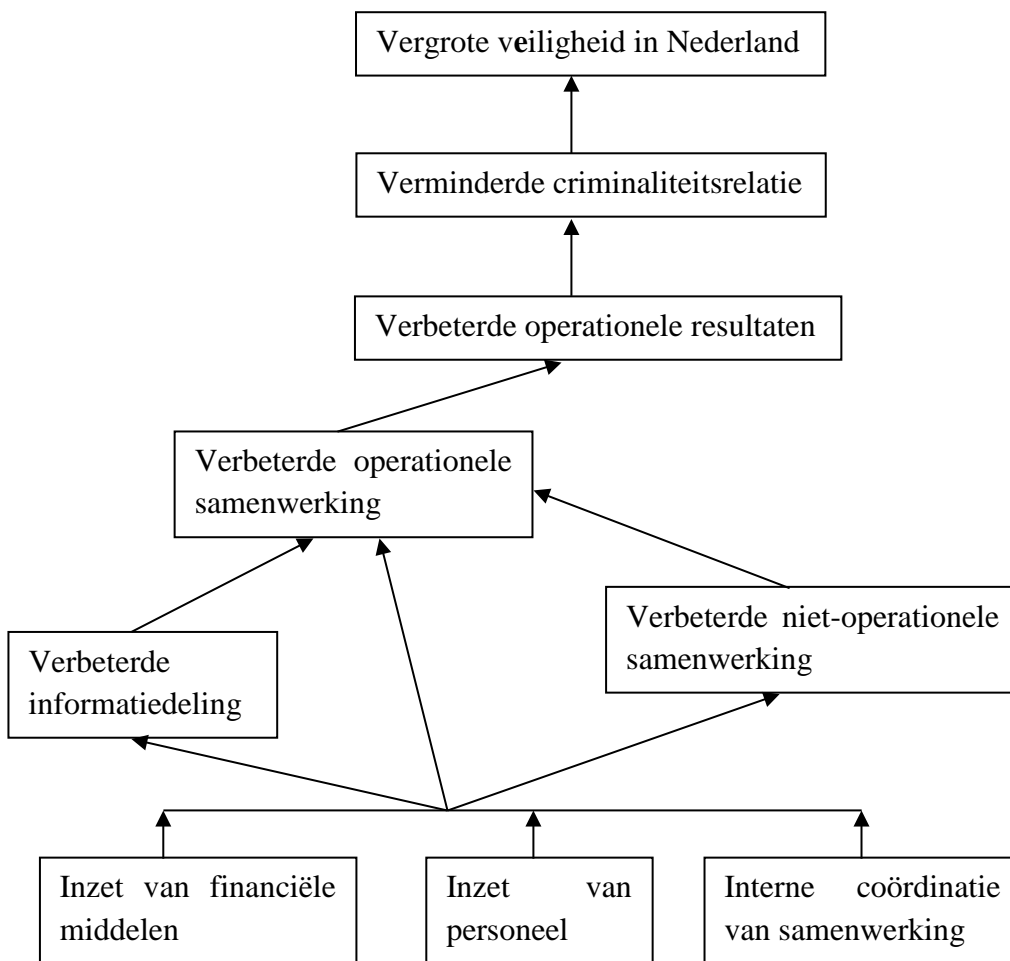 Vergrote veiligheid in Nederland
Verminderde criminaliteitsrelatie
Verbeterde operationele resultaten
Verbeterde operationele
samenwerking
Verbeterde niet-operationele
samenwerking
Verbeterde
informatiedeling
Inzet van financiële
middelen
Inzet van
personeel
Interne coördinatie
van samenwerking